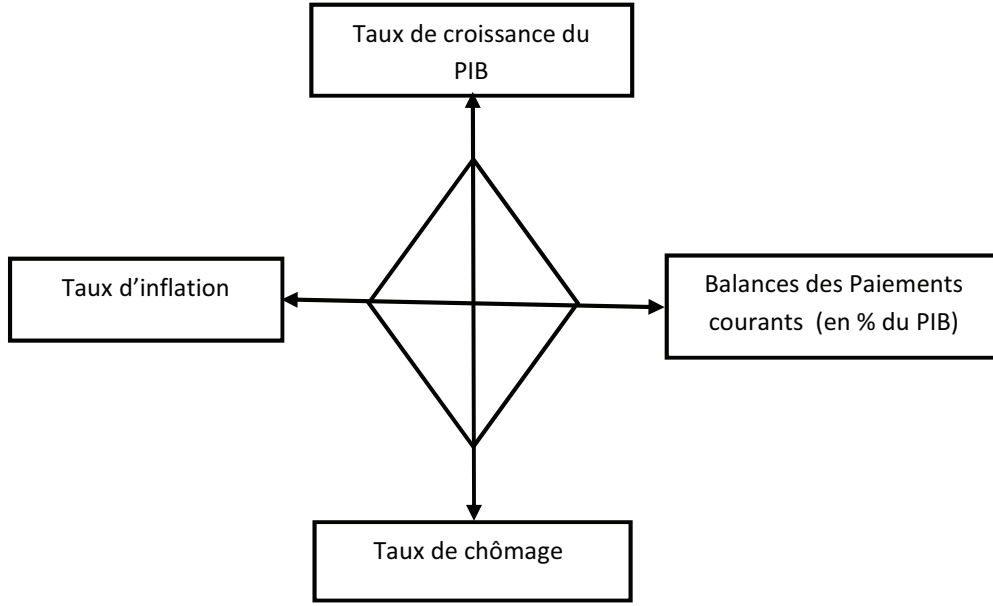 Taux de croissance du
PIB
Taux d’inflation
Balances des Paiements
courants (en % du PIB)
Taux de chômage